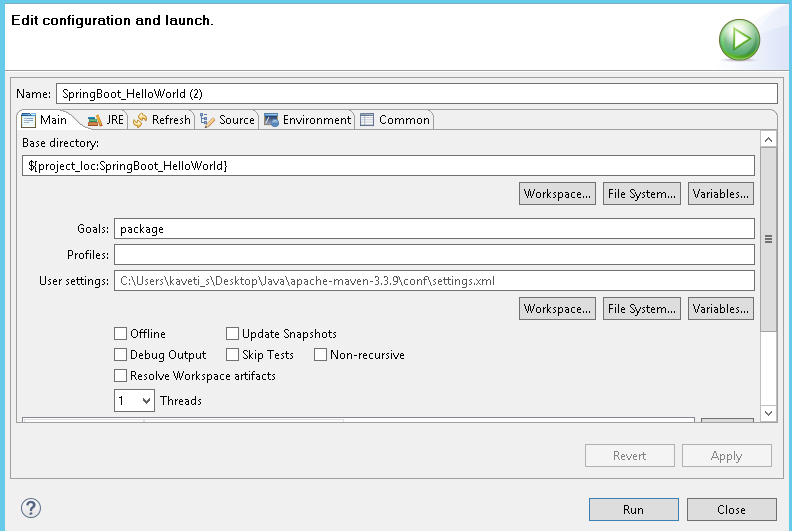 Edit configuration and launch.
Name: SpringBoot_HelloWorld (2)
Main JRE Refresh Source Environment Common
Base directory:
${project_loc:SpringBoot_HelloWorld}
Workspace... File System... Variables...
Goals: package
Profiles:
User settings: C:\Users\kaveti_s\Desktop\Java\apache-maven-3.3.9\conf\settings.xml
Workspace... File System... Variables...
Offline Update Snapshots
Debug Output Skip Tests Non-recursive
Resolve Workspace artifacts
1 Threads
Revert Apply
? Run Close